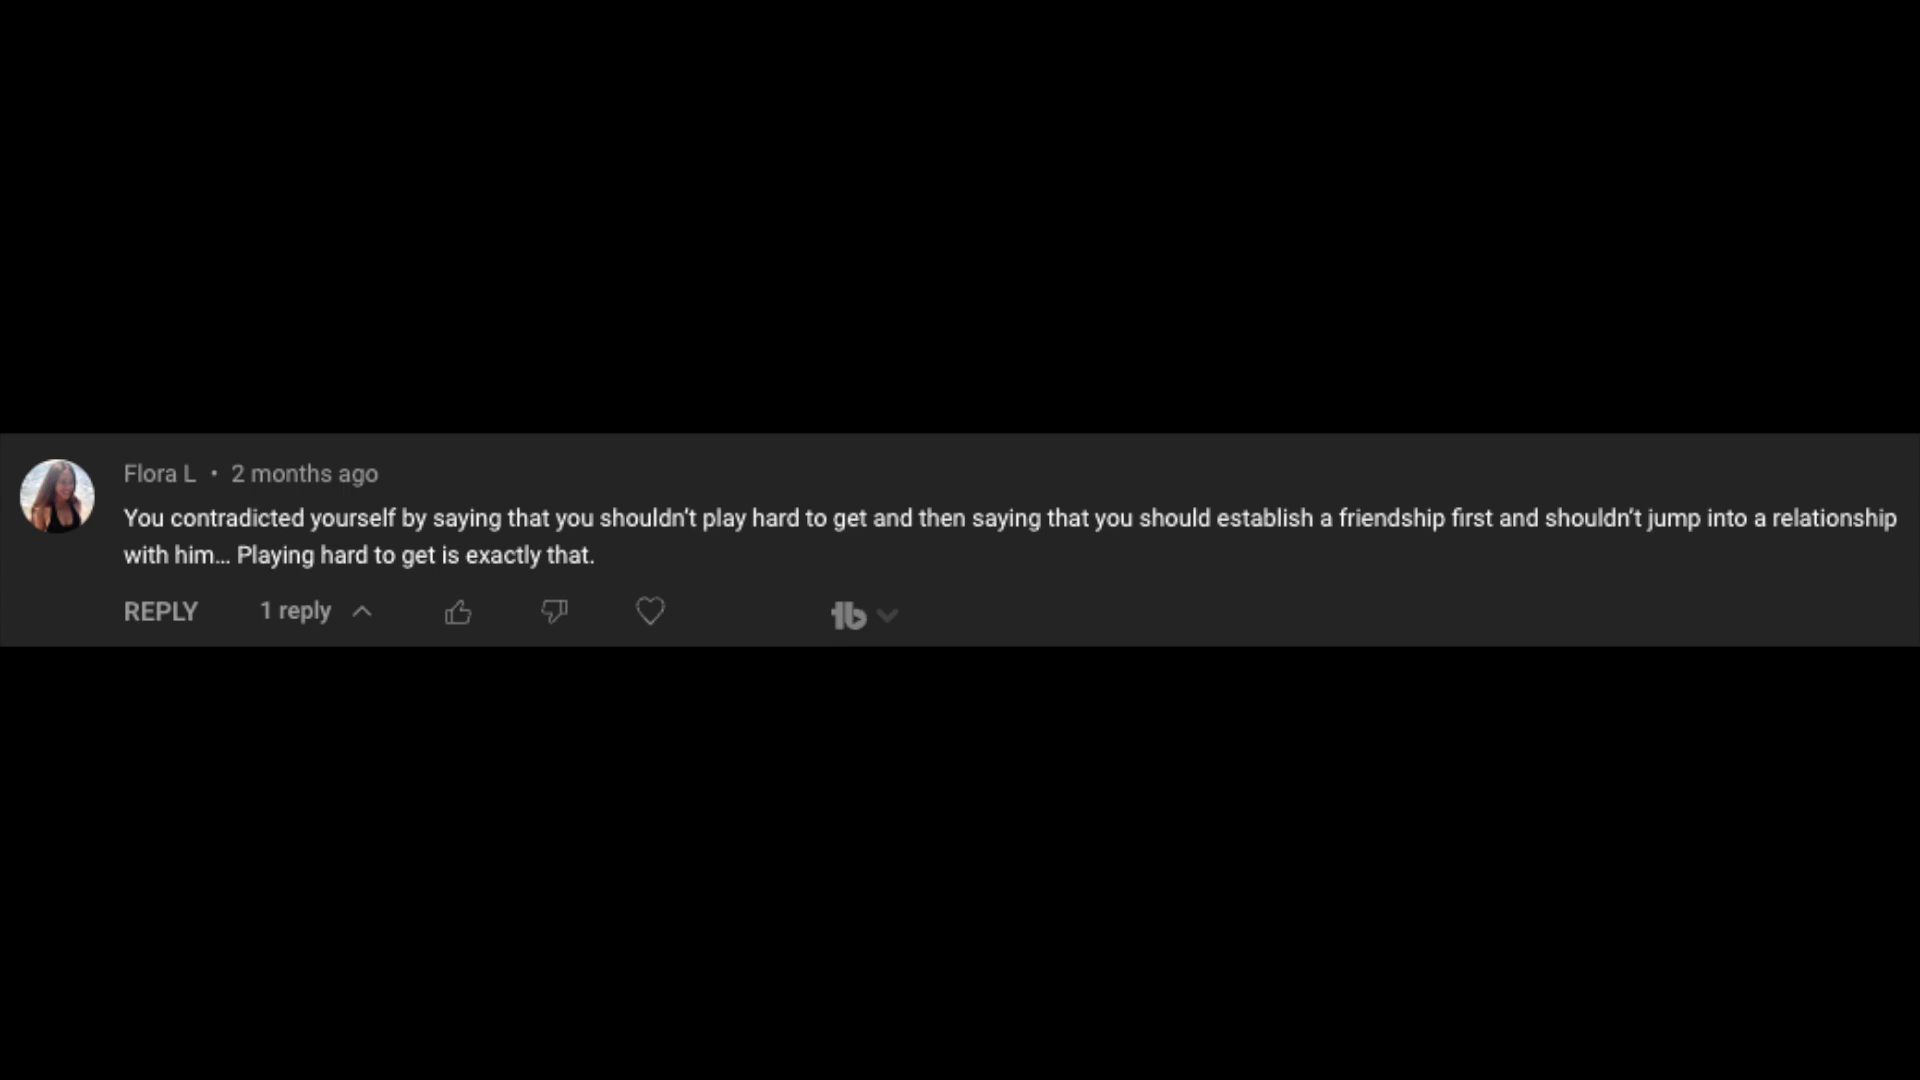 Flora L • 2 months ago
You contradicted yourself by saying that you shouldn't play hard to get and then saying that you should establish a friendship first and shouldn't jump into a relationship
with him... Playing hard to get is exactly that.
REPLY 1 reply
tb